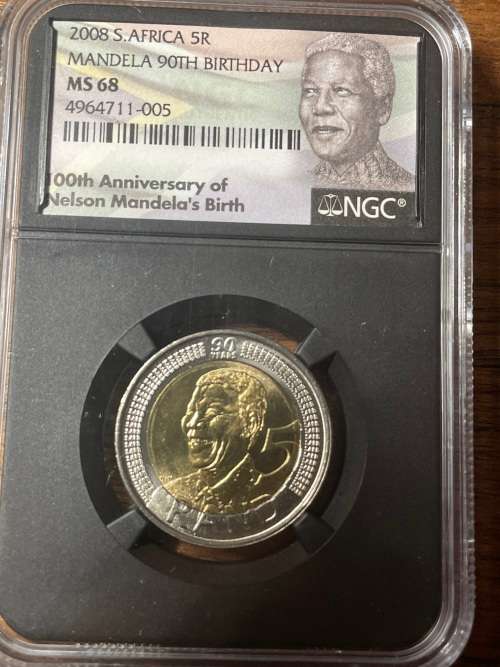 2008 S.AFRICA 5R
MANDELA 90TH BIRTHDAY
MS 68
4964711-005
100th Anniversary of
Nelson Mandela's Birth
NGC®
90
YEARS
5
RAND